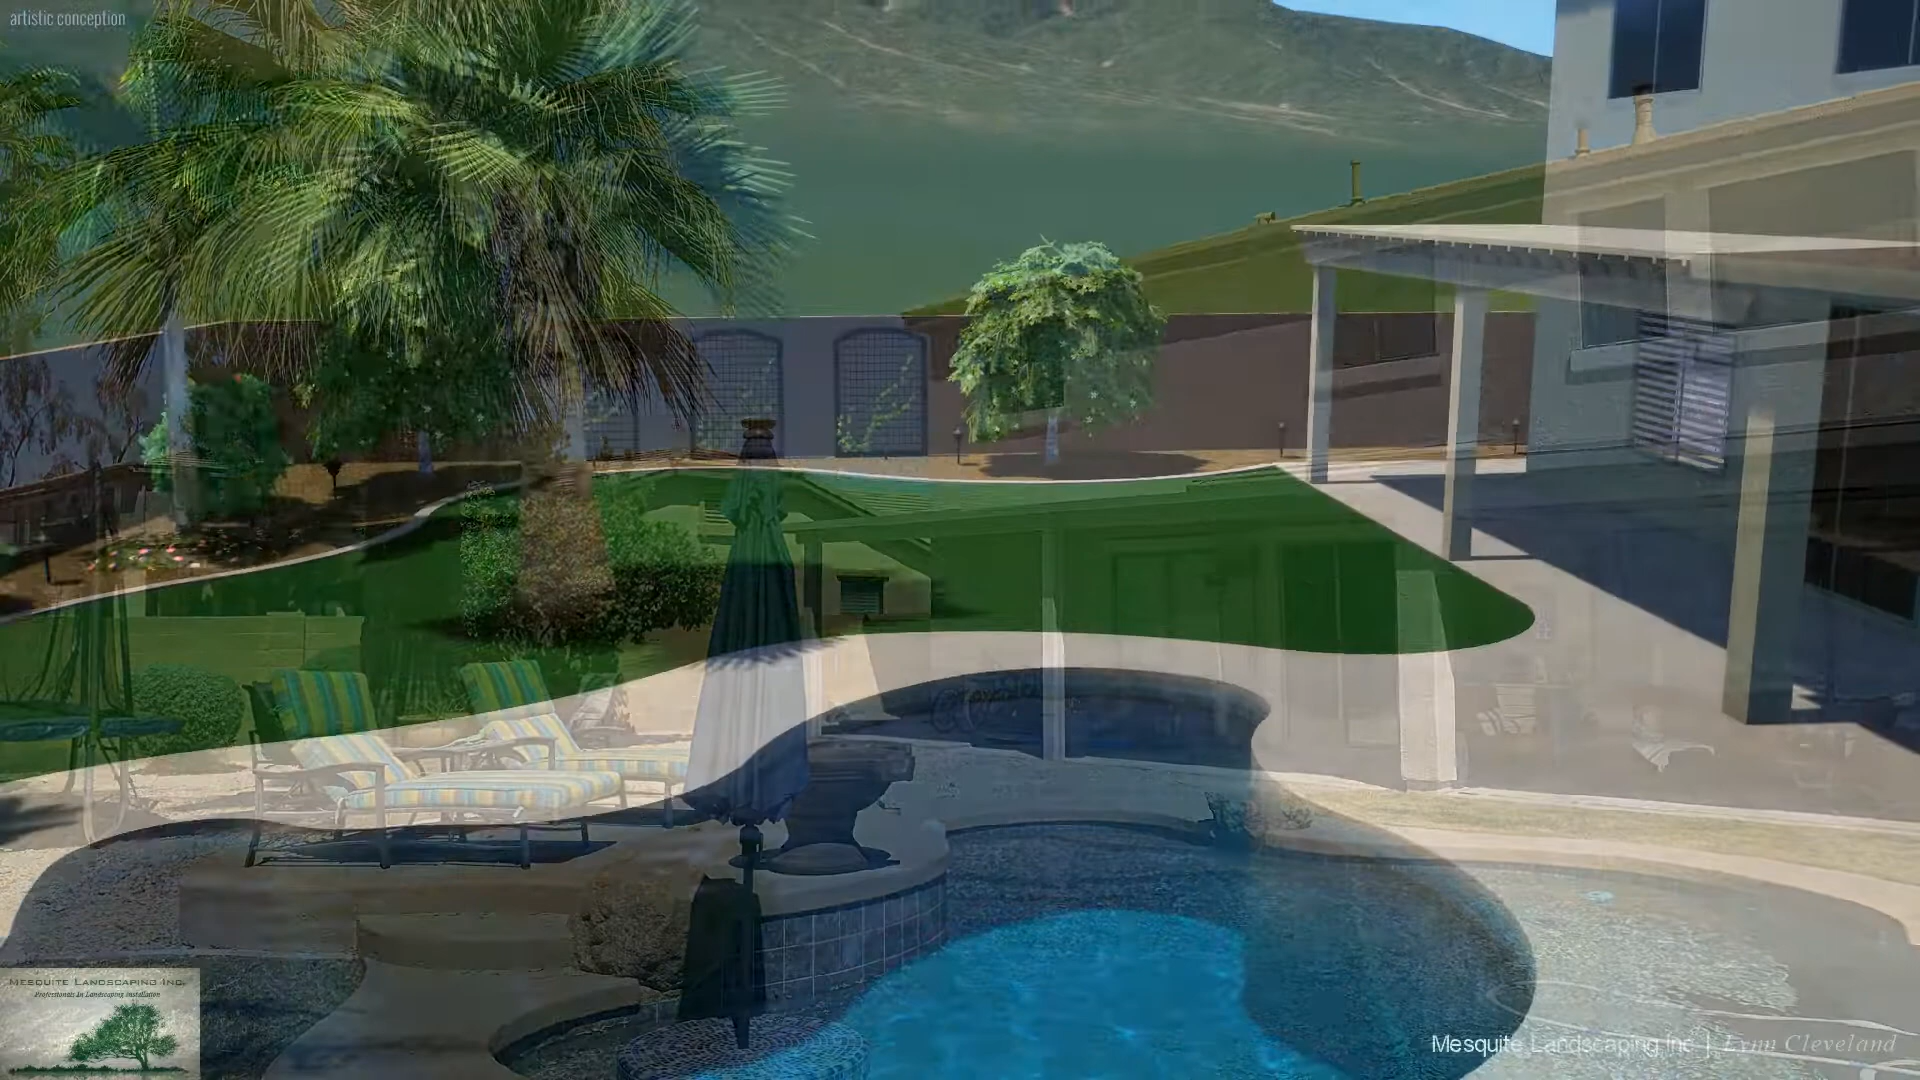 artistic conception
Mesquite Landscaping Inc.
Professionals In Landscaping Installation
Mesquite Landscaping Inc | Lynn Cleveland